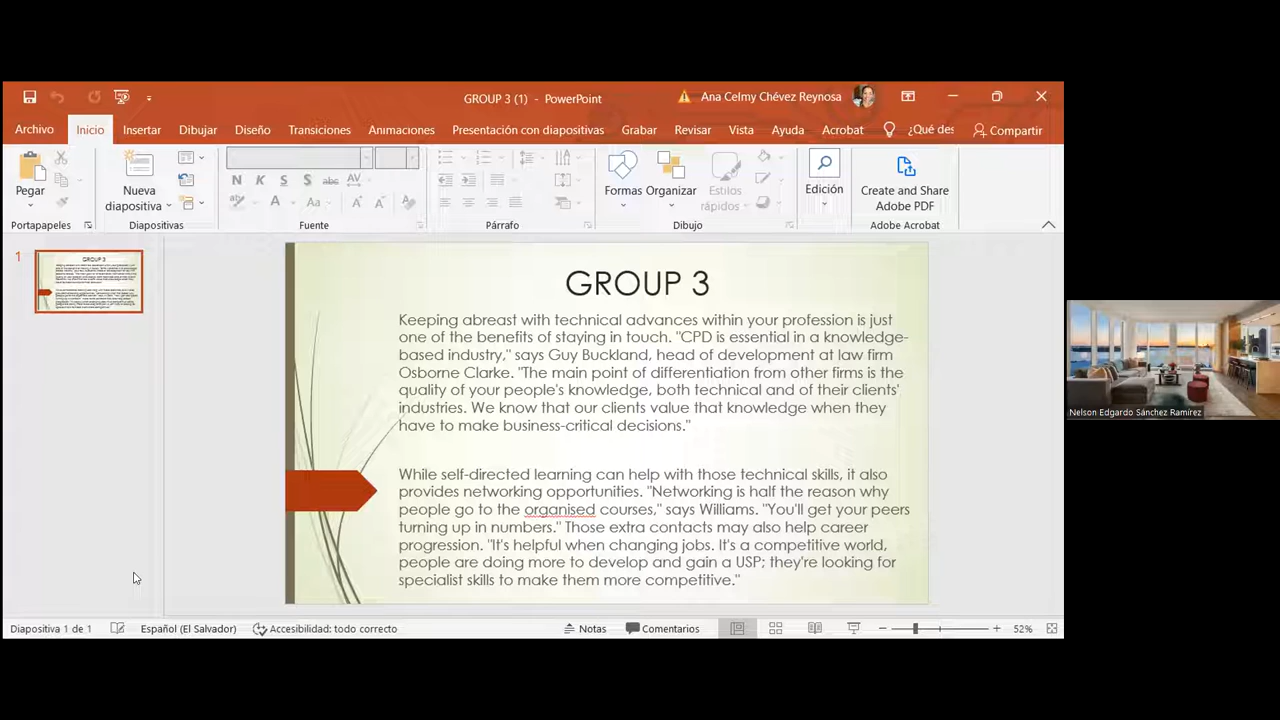 GROUP 3 (1) - PowerPoint
Ana Celmy Chévez Reynosa
Archivo Inicio Insertar Dibujar Diseño Transiciones Animaciones Presentación con diapositivas Grabar Revisar Vista Ayuda Acrobat ¿Qué des Compartir
Pegar
Nueva diapositiva
N K S S abc AV
A Aa A A
Formas Organizar Estilos rápidos
Edición
Create and Share Adobe PDF
Portapapeles Diapositivas Fuente Párrafo Dibujo Adobe Acrobat
1
GROUP 3
GROUP 3
Keeping abreast with technical advances within your profession is just
one of the benefits of staying in touch. "CPD is essential in a knowledge-
based industry," says Guy Buckland, head of development at law firm
Osborne Clarke. "The main point of differentiation from other firms is the
quality of your people's knowledge, both technical and of their clients'
industries. We know that our clients value that knowledge when they
have to make business-critical decisions."
While self-directed learning can help with those technical skills, it also
provides networking opportunities. "Networking is half the reason why
people go to the organised courses," says Williams. "You'll get your peers
turning up in numbers." Those extra contacts may also help career
progression. "It's helpful when changing jobs. It's a competitive world,
people are doing more to develop and gain a USP; they're looking for
specialist skills to make them more competitive."
Nelson Edgardo Sánchez Ramírez
Diapositiva 1 de 1 Español (El Salvador) Accesibilidad: todo correcto Notas Comentarios 52%